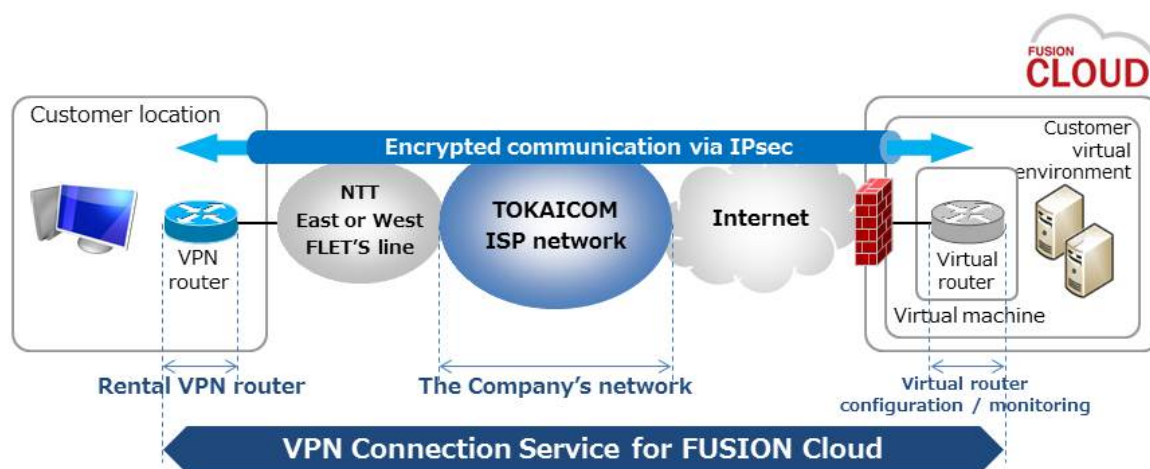 FUSION
CLOUD
Customer location
Encrypted communication via IPsec
Customer
virtual
environment
NTT
East or West
FLET'S line
TOKAICOM
ISP network
Internet
VPN
router
Virtual
router
Virtual machine
Rental VPN router
The Company's network
Virtual router
configuration / monitoring
VPN Connection Service for FUSION Cloud